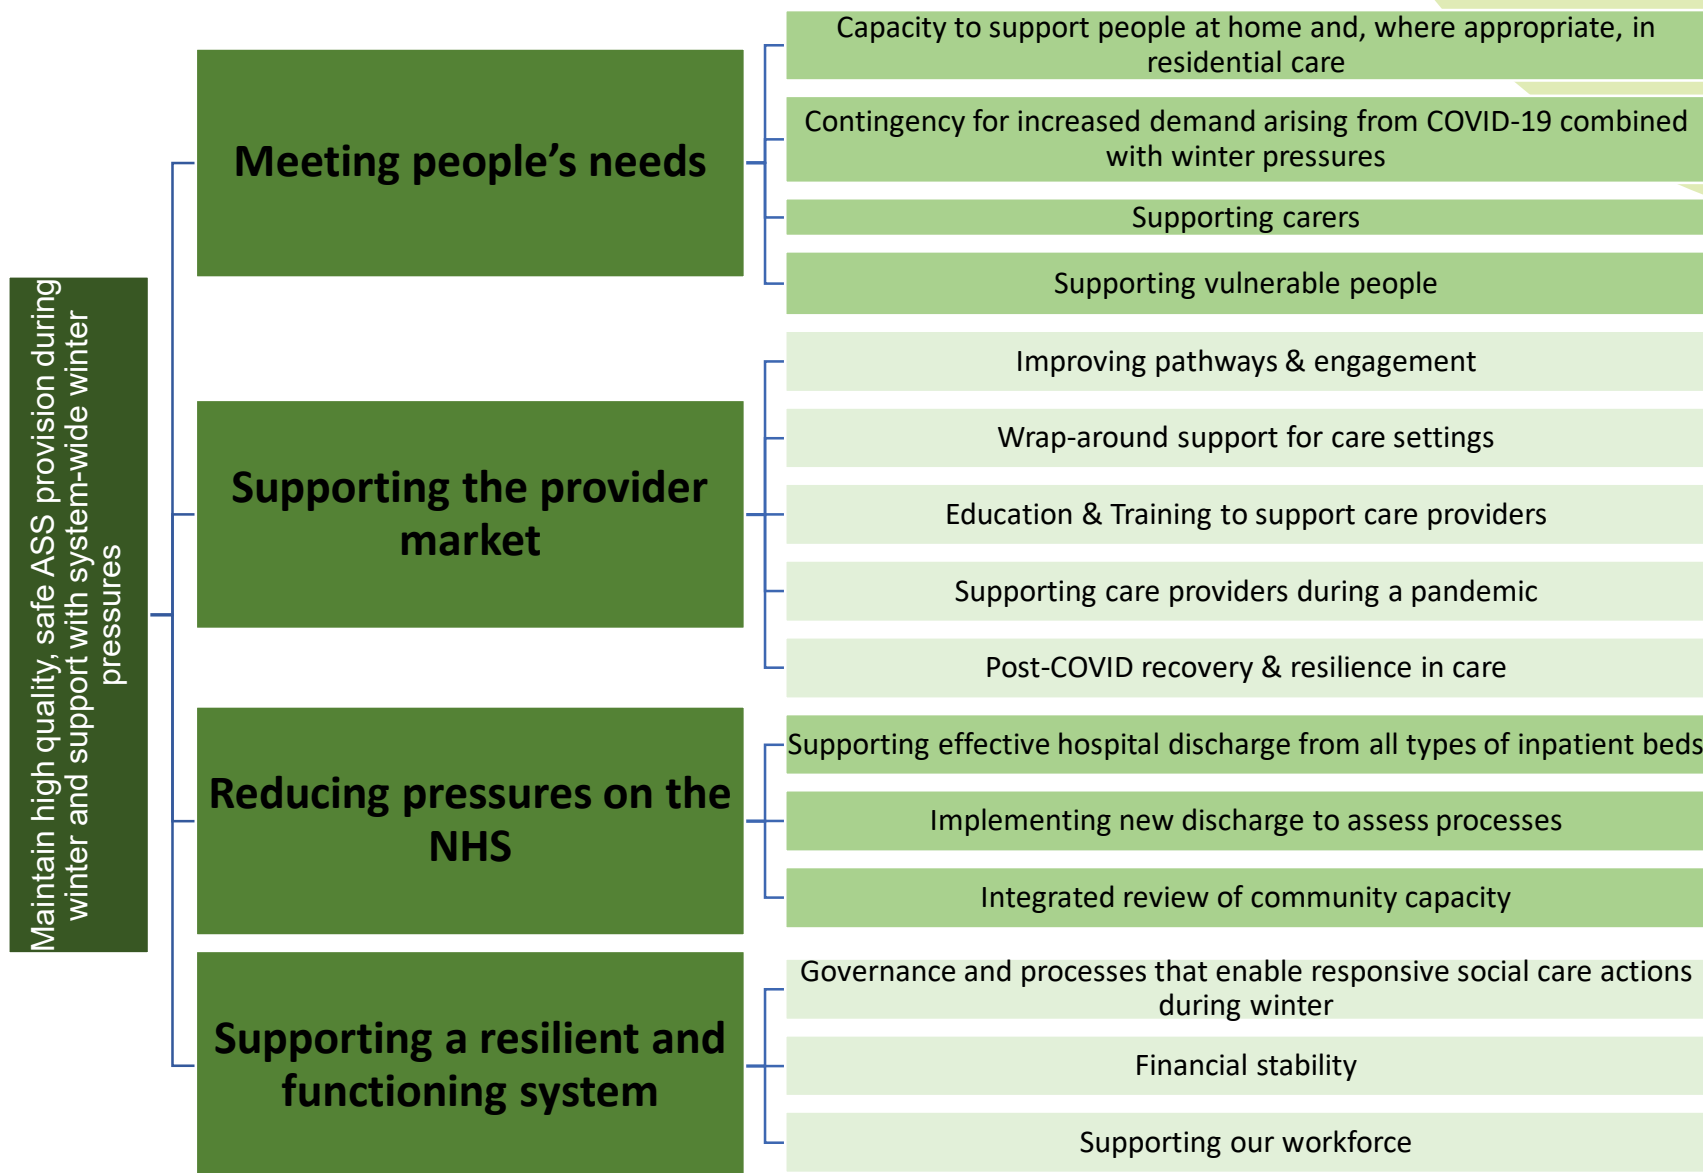 Maintain high quality, safe ASS provision during
winter and support with system-wide winter
pressures
Meeting people’s needs
Capacity to support people at home and, where appropriate, in
residential care
Contingency for increased demand arising from COVID-19 combined
with winter pressures
Supporting carers
Supporting vulnerable people
Supporting the provider
market
Improving pathways & engagement
Wrap-around support for care settings
Education & Training to support care providers
Supporting care providers during a pandemic
Post-COVID recovery & resilience in care
Reducing pressures on the
NHS
Supporting effective hospital discharge from all types of inpatient beds
Implementing new discharge to assess processes
Integrated review of community capacity
Supporting a resilient and
functioning system
Governance and processes that enable responsive social care actions
during winter
Financial stability
Supporting our workforce